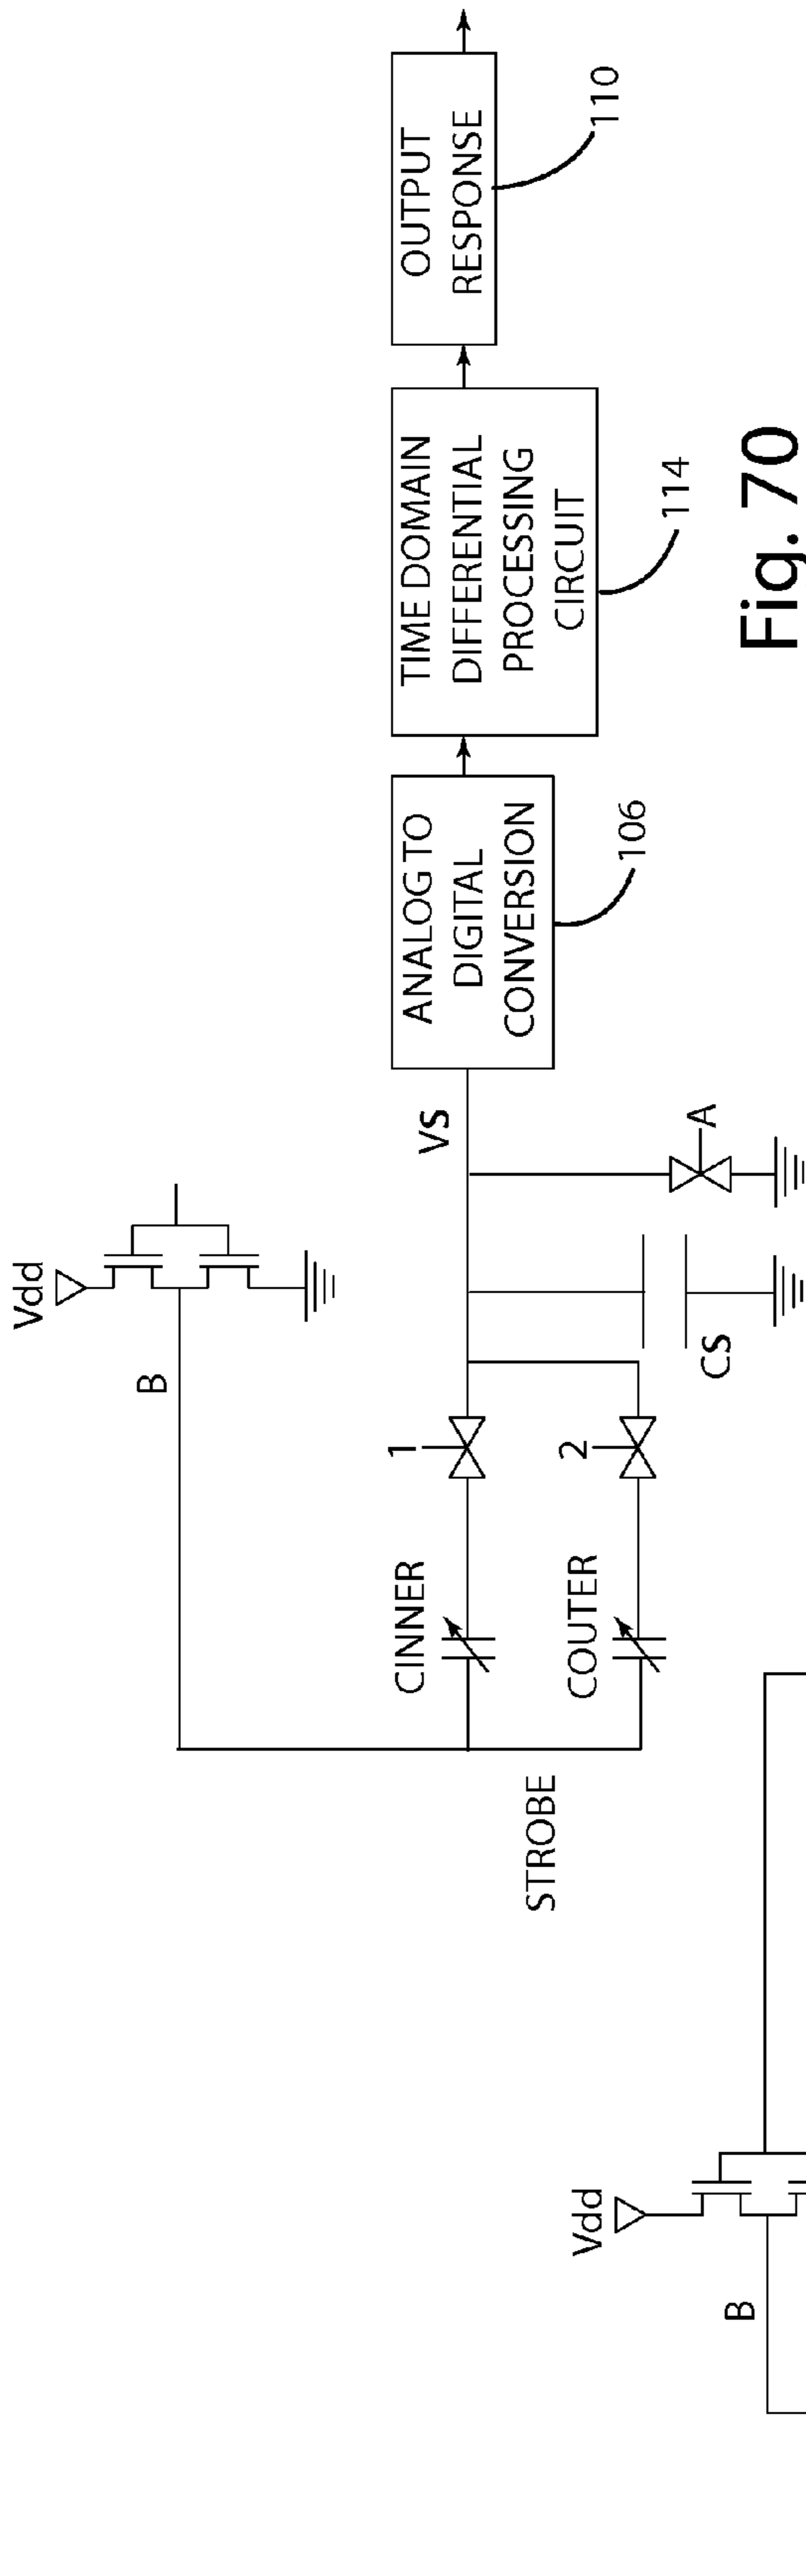 Vdd
B
STROBE
CINNER
COUTER
1
2
CS
VS
A
ANALOG TO
DIGITAL
CONVERSION
106
TIME DOMAIN
DIFFERENTIAL
PROCESSING
CIRCUIT
114
OUTPUT
RESPONSE
110
Fig. 70
Vdd
B